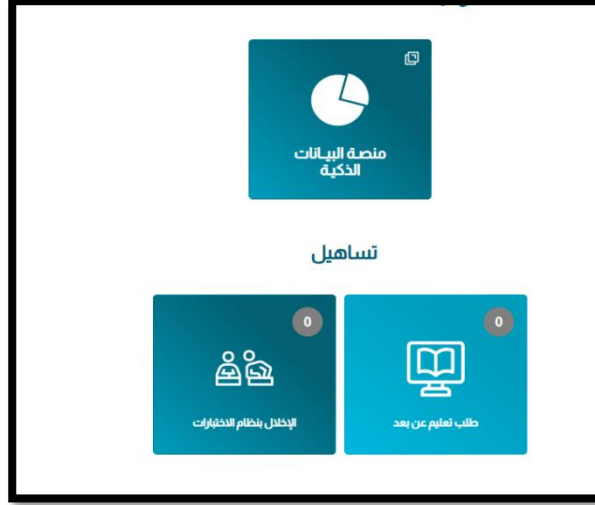 منصة البيانات
الذكية
تساهيل
0
0
طلب تعليم عن بعد
الإخلال بنظام الاختبارات